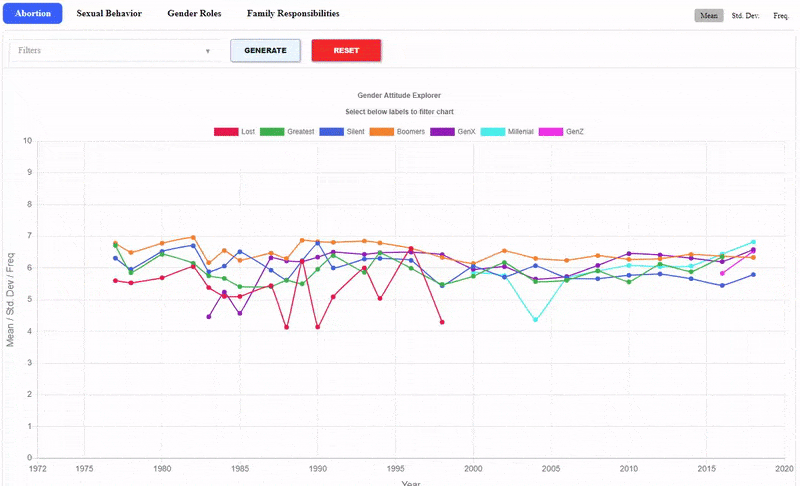 Abortion Sexual Behavior Gender Roles Family Responsibilities Mean Std. Dev. Freq.
Filters GENERATE RESET
Gender Attitude Explorer
Select below labels to filter chart
Lost Greatest Silent Boomers GenX Millenial GenZ
Mean / Std. Dev / Freq
10
9
8
7
6
5
4
3
2
1
0
1972 1975 1980 1985 1990 1995 2000 2005 2010 2015 2020
Year